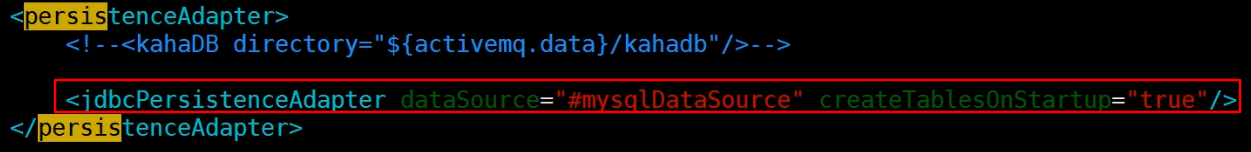 <persistenceAdapter>
<!--<kahaDB directory="${activemq.data}/kahadb"/>-->
<jdbcPersistenceAdapter dataSource="#mysqlDataSource" createTablesOnStartup="true"/>
</persistenceAdapter>